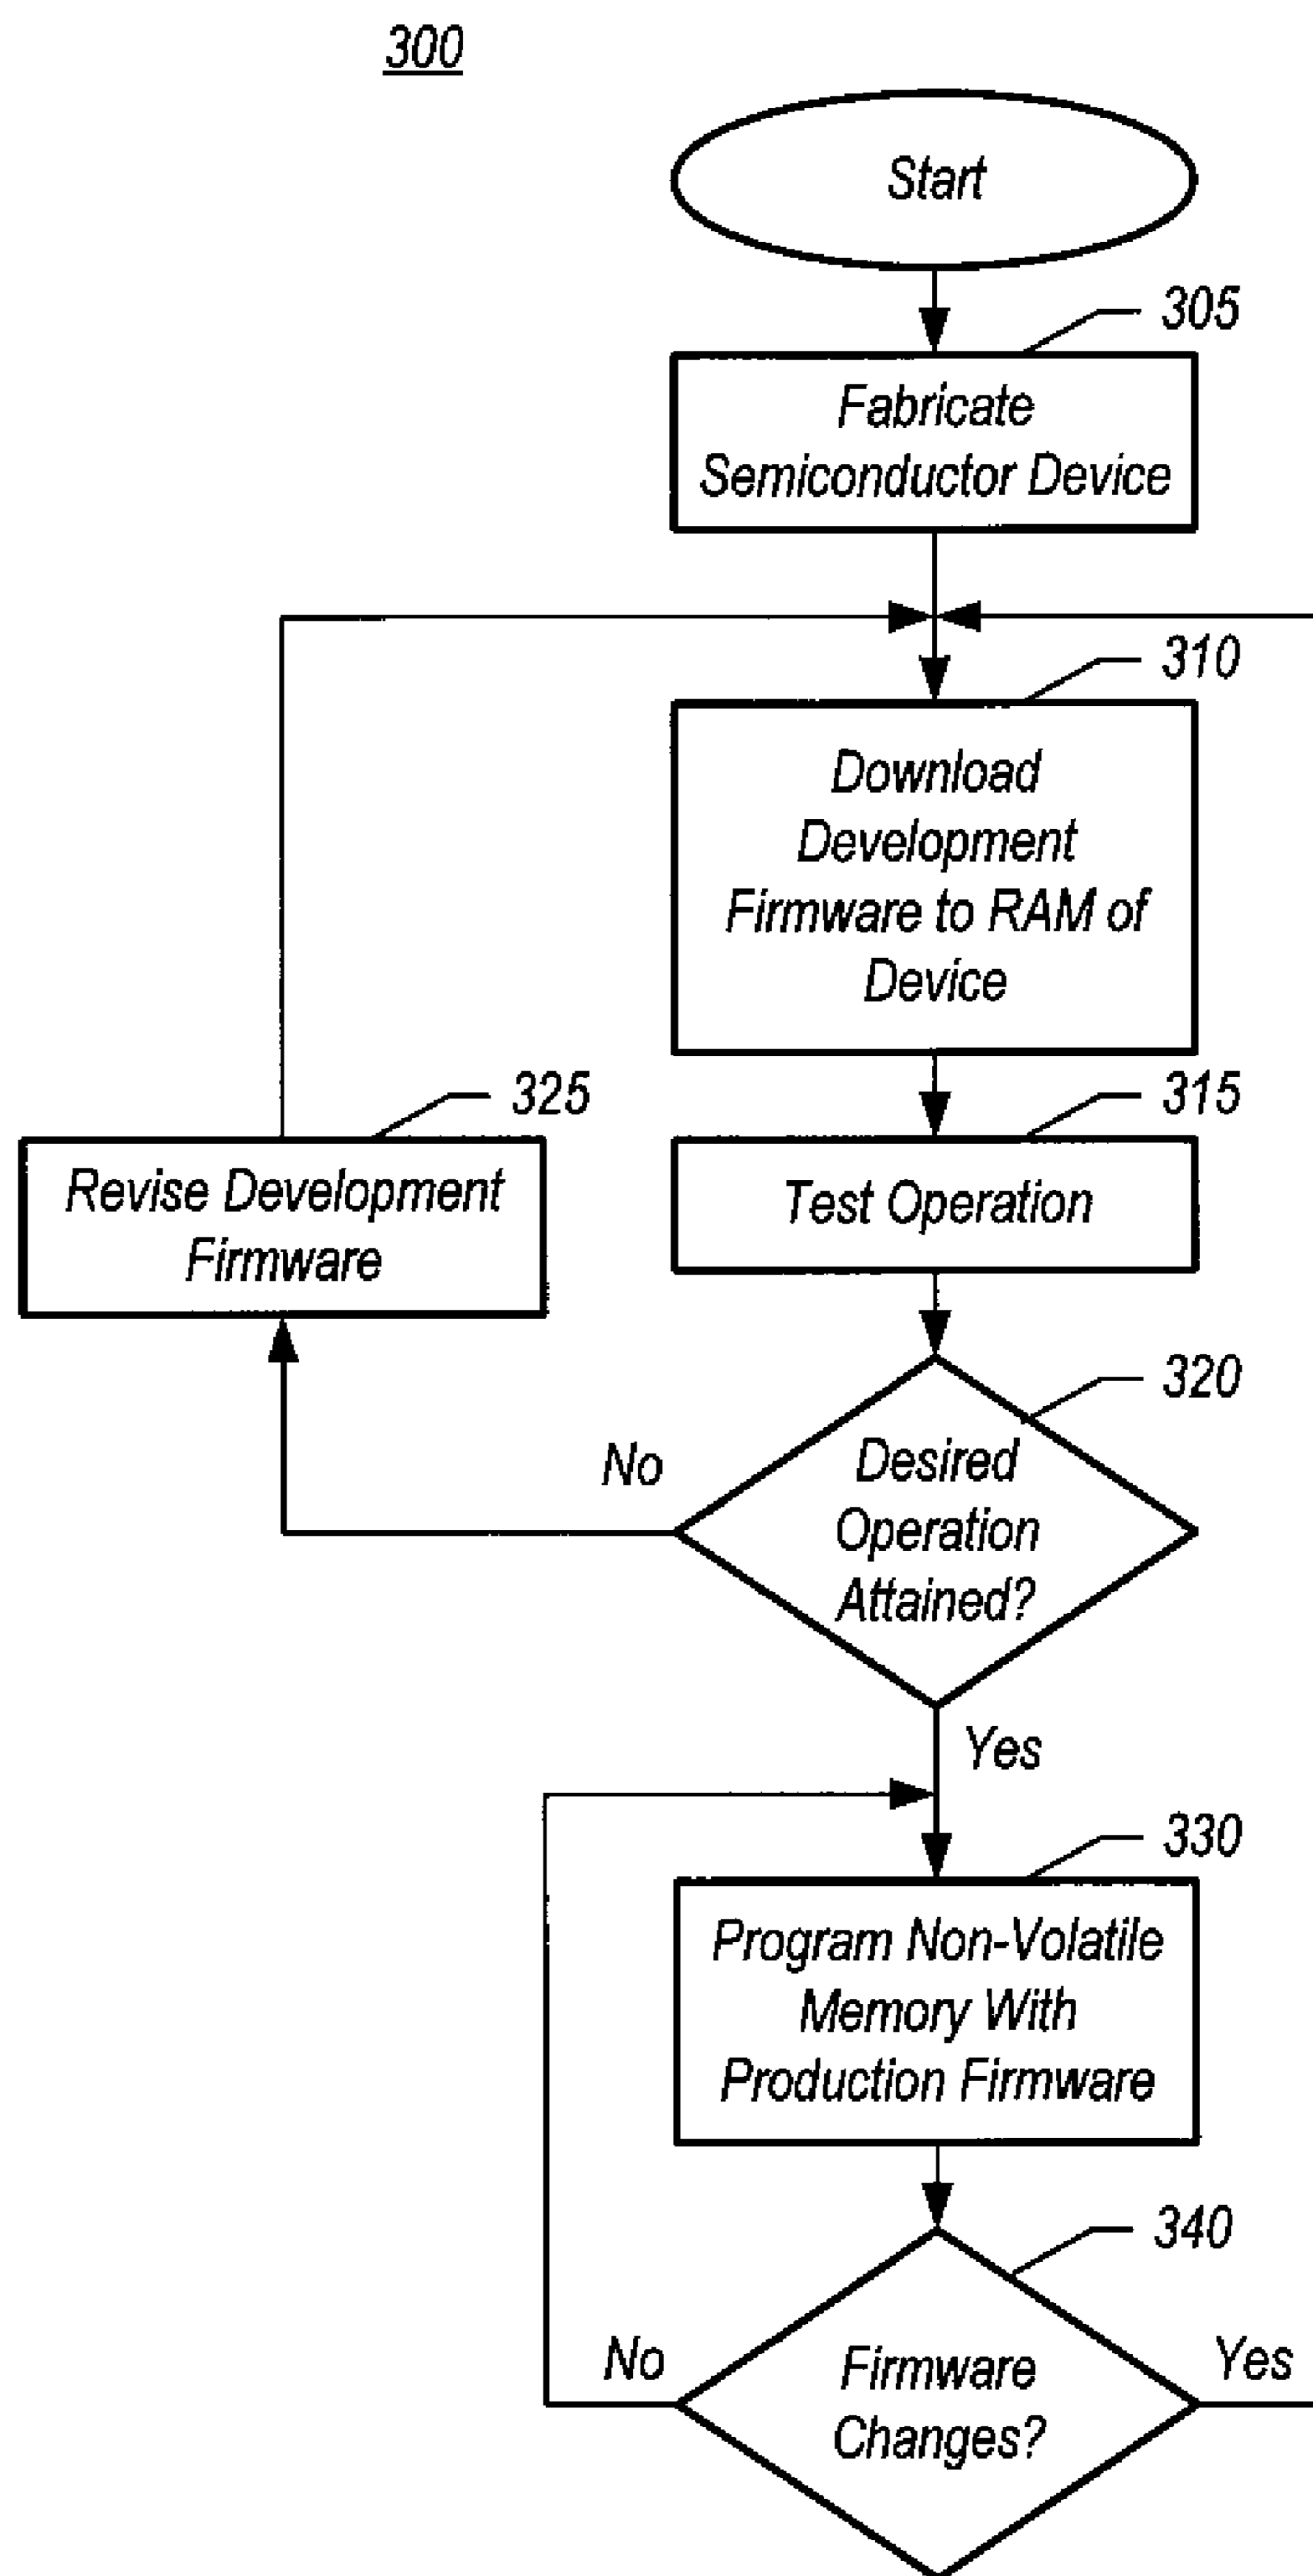 300
Start
305
Fabricate
Semiconductor Device
310
Download
Development
Firmware to RAM of
Device
325
Revise Development
Firmware
315
Test Operation
320
No
Desired
Operation
Attained?
Yes
330
Program Non-Volatile
Memory With
Production Firmware
340
No
Firmware
Changes?
Yes